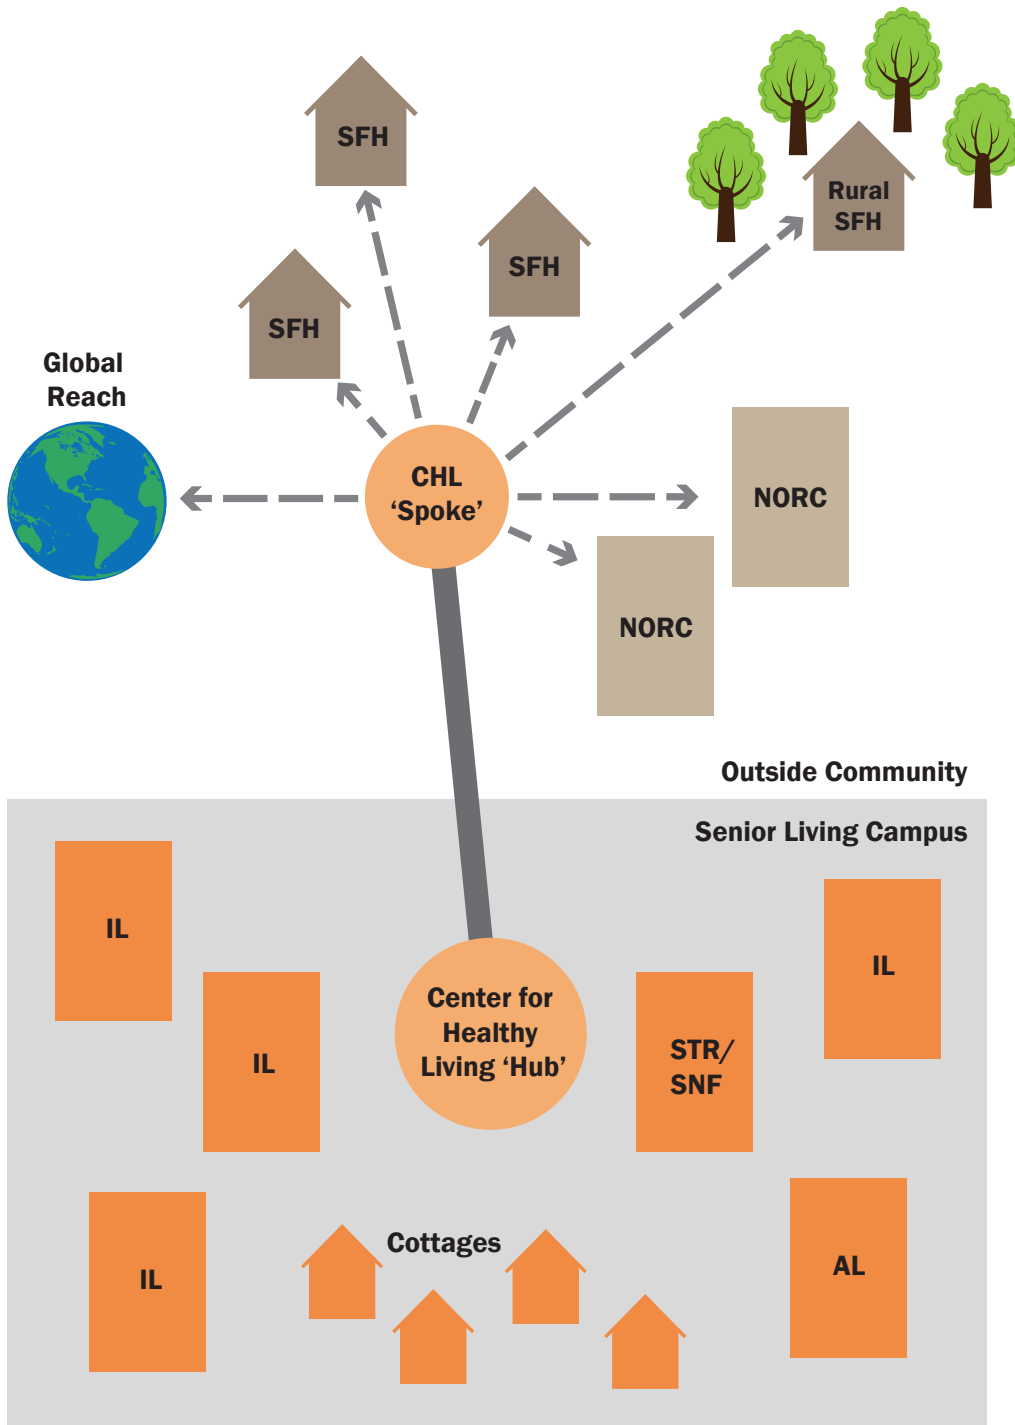 SFH
Rural
SFH
SFH
SFH
Global
Reach
CHL
‘Spoke’
NORC
NORC
Outside Community
Senior Living Campus
IL
IL
Center for
Healthy
Living ‘Hub’
STR/
SNF
IL
Cottages
IL
AL